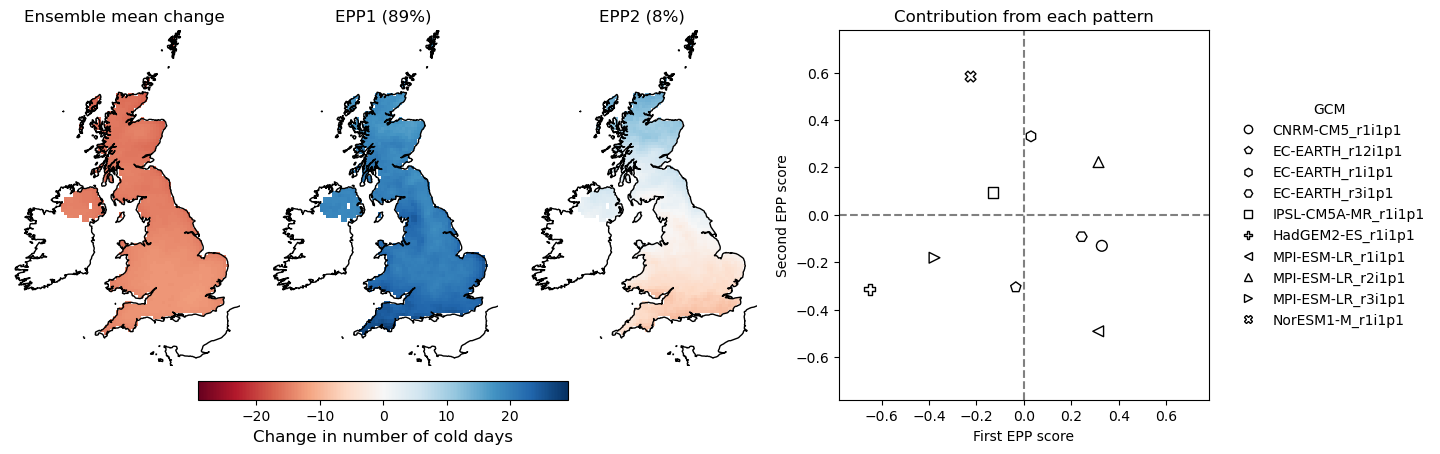 Ensemble mean change
EPP1 (89%)
EPP2 (8%)
Contribution from each pattern
−20 −10 0 10 20
Change in number of cold days
Second EPP score
0.6
0.4
0.2
0.0
−0.2
−0.4
−0.6
−0.6 −0.4 −0.2 0.0 0.2 0.4 0.6
First EPP score
GCM
CNRM-CM5_r1i1p1
EC-EARTH_r12i1p1
EC-EARTH_r1i1p1
EC-EARTH_r3i1p1
IPSL-CM5A-MR_r1i1p1
HadGEM2-ES_r1i1p1
MPI-ESM-LR_r1i1p1
MPI-ESM-LR_r2i1p1
MPI-ESM-LR_r3i1p1
NorESM1-M_r1i1p1